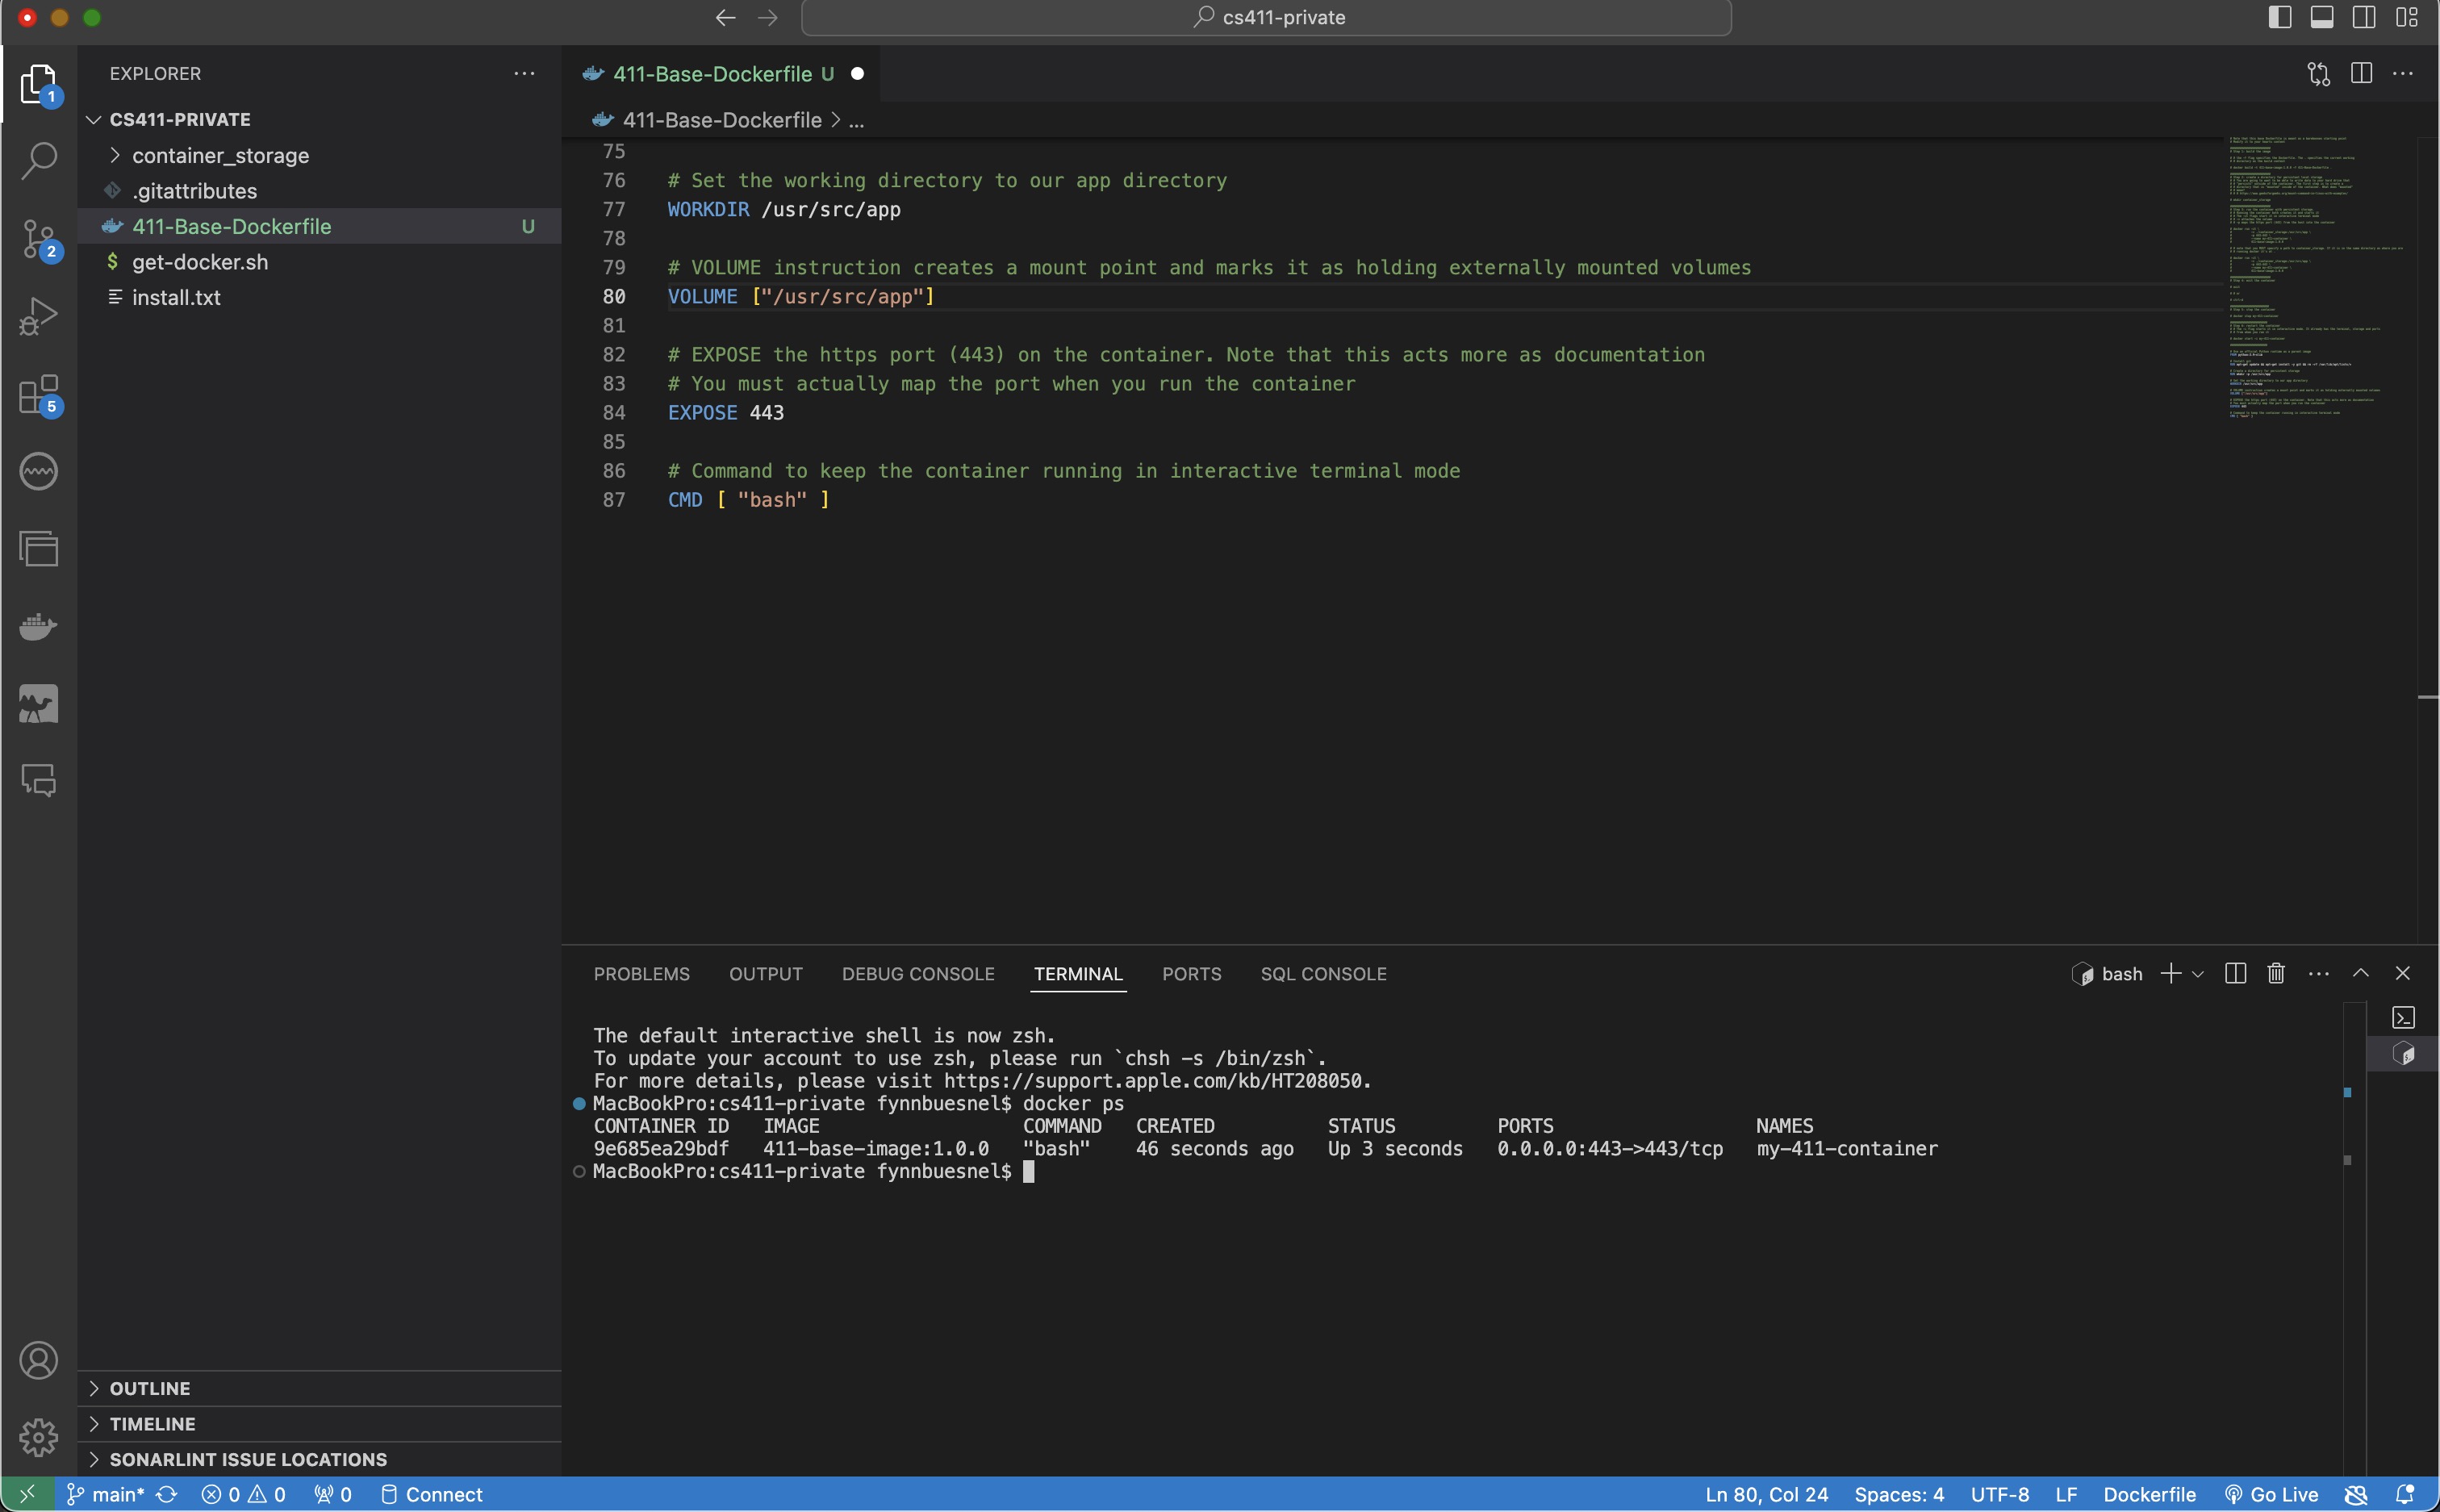 cs411-private
EXPLORER
CS411-PRIVATE
container_storage
.gitattributes
411-Base-Dockerfile U
$ get-docker.sh
install.txt
1
2
5
OUTLINE
TIMELINE
SONARLINT ISSUE LOCATIONS
411-Base-Dockerfile U
411-Base-Dockerfile > ...
75
76 # Set the working directory to our app directory
77 WORKDIR /usr/src/app
78
79 # VOLUME instruction creates a mount point and marks it as holding externally mounted volumes
80 VOLUME ["/usr/src/app"]
81
82 # EXPOSE the https port (443) on the container. Note that this acts more as documentation
83 # You must actually map the port when you run the container
84 EXPOSE 443
85
86 # Command to keep the container running in interactive terminal mode
87 CMD [ "bash" ]
PROBLEMS OUTPUT DEBUG CONSOLE TERMINAL PORTS SQL CONSOLE
bash
The default interactive shell is now zsh.
To update your account to use zsh, please run `chsh -s /bin/zsh`.
For more details, please visit https://support.apple.com/kb/HT208050.
MacBookPro:cs411-private fynnbuesnel$ docker ps
CONTAINER ID IMAGE COMMAND CREATED STATUS PORTS NAMES
9e685ea29bdf 411-base-image:1.0.0 "bash" 46 seconds ago Up 3 seconds 0.0.0.0:443->443/tcp my-411-container
MacBookPro:cs411-private fynnbuesnel$
main* 0 0 0 Connect
Ln 80, Col 24 Spaces: 4 UTF-8 LF Dockerfile Go Live